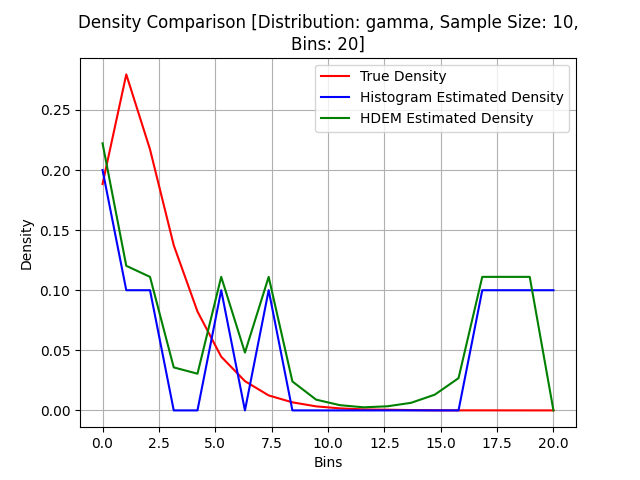 Density Comparison [Distribution: gamma, Sample Size: 10,
Bins: 20]
True Density
Histogram Estimated Density
HDEM Estimated Density
Density
0.25
0.20
0.15
0.10
0.05
0.00
0.0 2.5 5.0 7.5 10.0 12.5 15.0 17.5 20.0
Bins